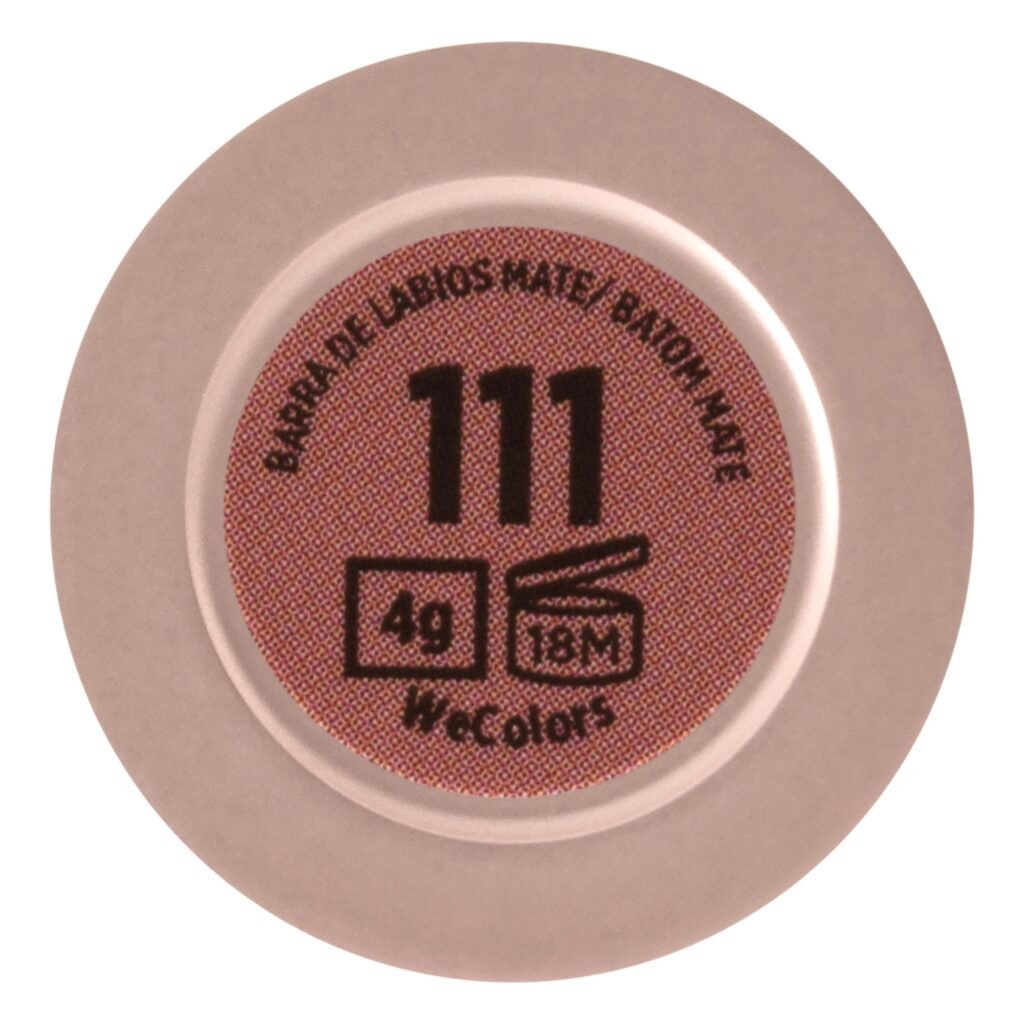 BARRA DE LABIOS MATE/ BATOM MATE
111
4g
18M
WeColors